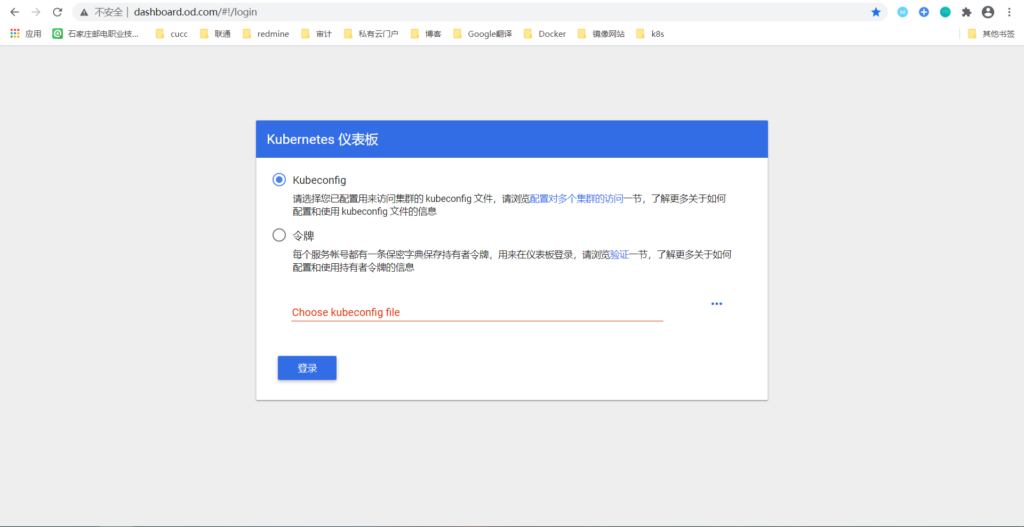 不安全 | dashboard.od.com/#!/login
应用 石家庄邮电职业技... cucc 联通 redmine 审计 私有云门户 博客 Google翻译 Docker 镜像网站 k8s 其他书签
Kubernetes 仪表板
Kubeconfig
请选择您已配置用来访问集群的 kubeconfig 文件，请浏览配置对多个集群的访问一节，了解更多关于如何
配置和使用 kubeconfig 文件的信息
令牌
每个服务帐号都有一条保密字典保存持有者令牌，用来在仪表板登录，请浏览验证一节，了解更多关于如何
配置和使用持有者令牌的信息
Choose kubeconfig file
登录